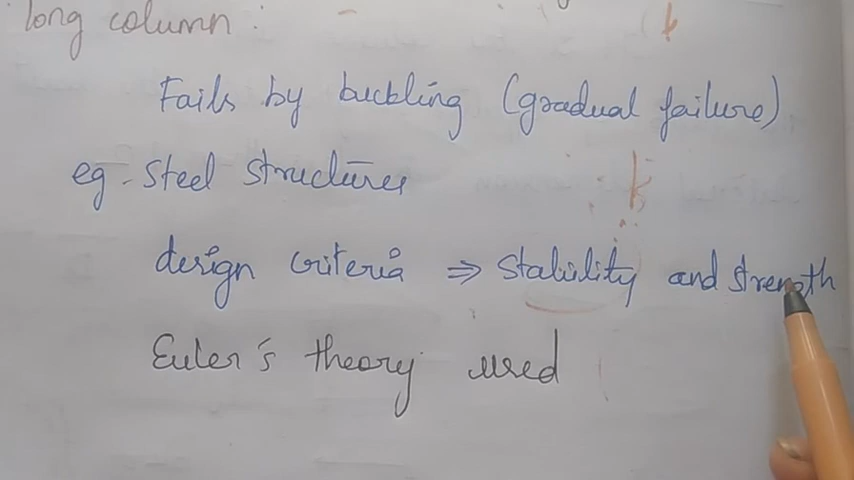 long column :
Fails by buckling (gradual failure)
eg - Steel structures
design criteria ⇒ Stability and strength
Euler's theory used